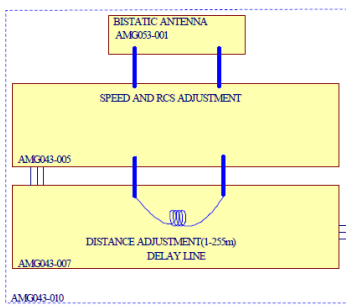 BISTATIC ANTENNA
AMG053-001
SPEED AND RCS ADJUSTMENT
AMG043-005
DISTANCE ADJUSTMENT(1-255m)
DELAY LINE
AMG043-007
AMG043-010